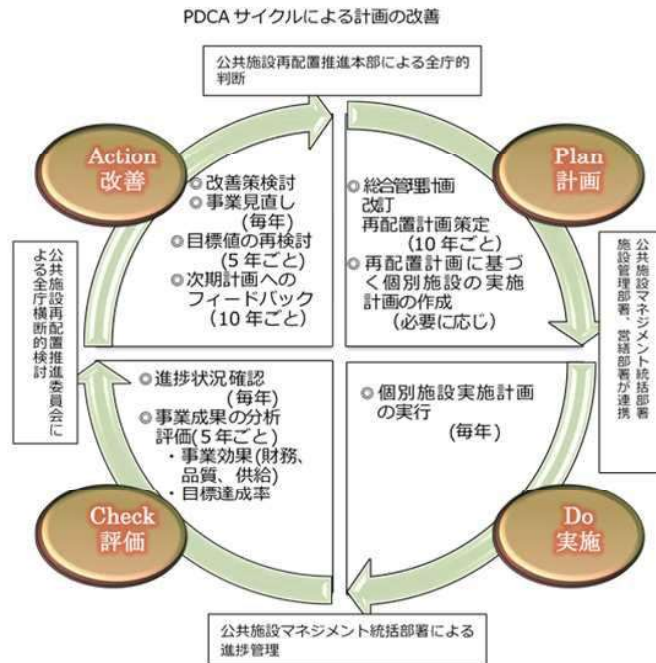 PDCA サイクルによる計画の改善
公共施設再配置推進本部による全庁的
判断
Action
改善
◎改善策検討
◎事業見直し
(毎年)
◎目標値の再検討
(5 年ごと)
◎次期計画への
フィードバック
(10 年ごと)
Plan
計画
◎総合管理計画
改訂
再配置計画策定
(10 年ごと)
◎再配置計画に基づ
く個別施設の実施
計画の作成
(必要に応じ)
公共施設マネジメント統括部署
施設管理部署、営繕部署が連携
公共施設再配置推進委員会に
よる全庁横断的検討
◎進捗状況確認
(毎年)
◎事業成果の分析
評価(5 年ごと)
・事業効果(財務、
品質、供給)
・目標達成率
Check
評価
◎個別施設実施計画
の実行
(毎年)
Do
実施
公共施設マネジメント統括部署による
進捗管理